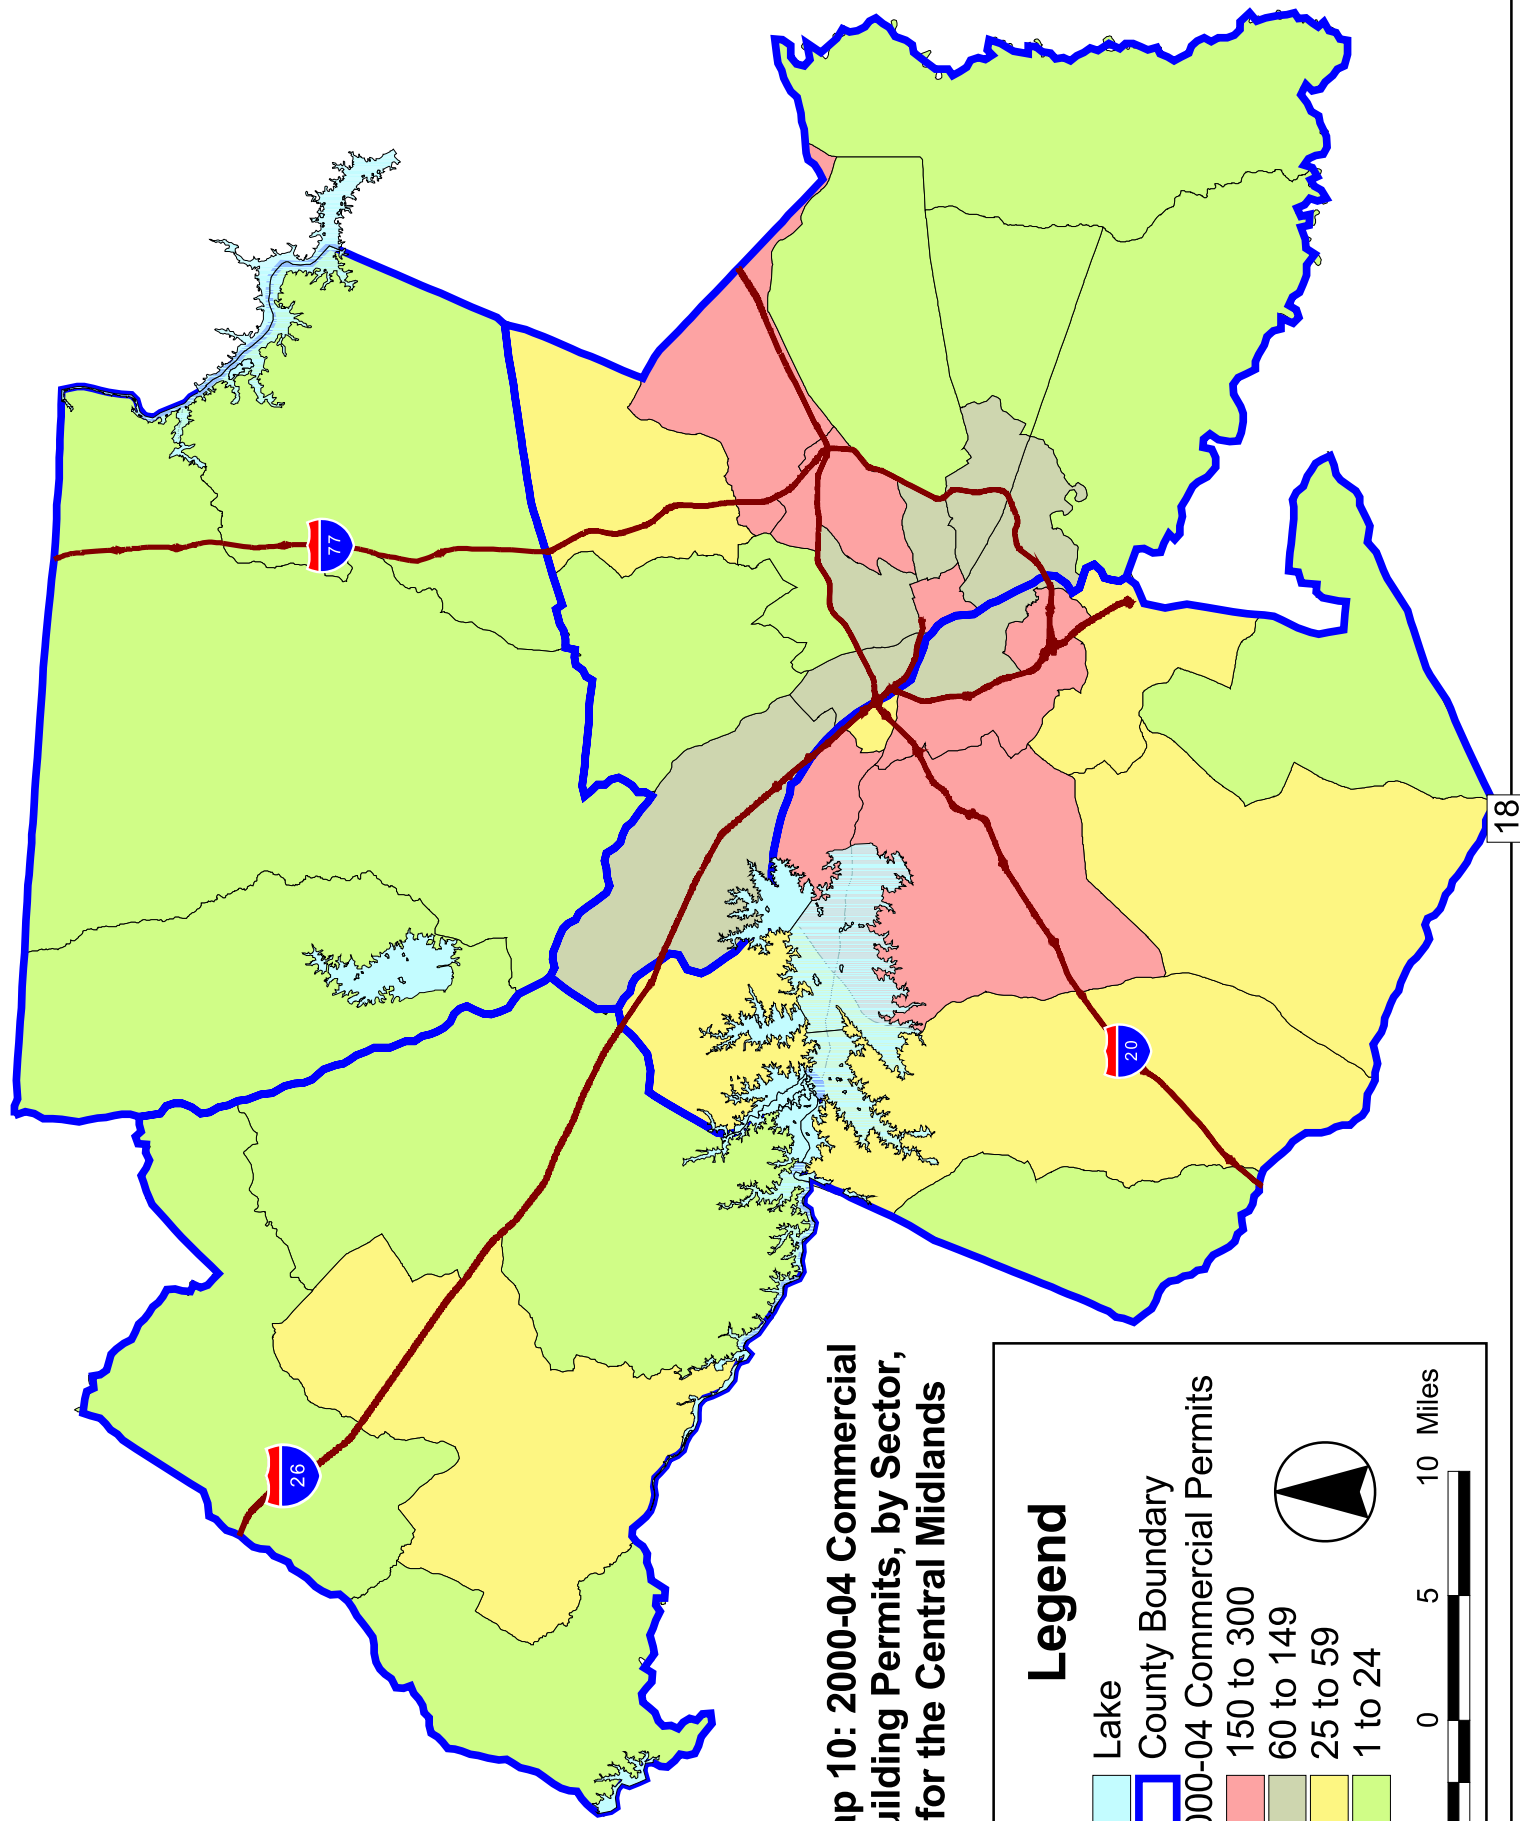 77
20
26
18
ap 10: 2000-04 Commercial
uilding Permits, by Sector,
for the Central Midlands
Legend
Lake
County Boundary
000-04 Commercial Permits
150 to 300
60 to 149
25 to 59
1 to 24
0 5 10 Miles